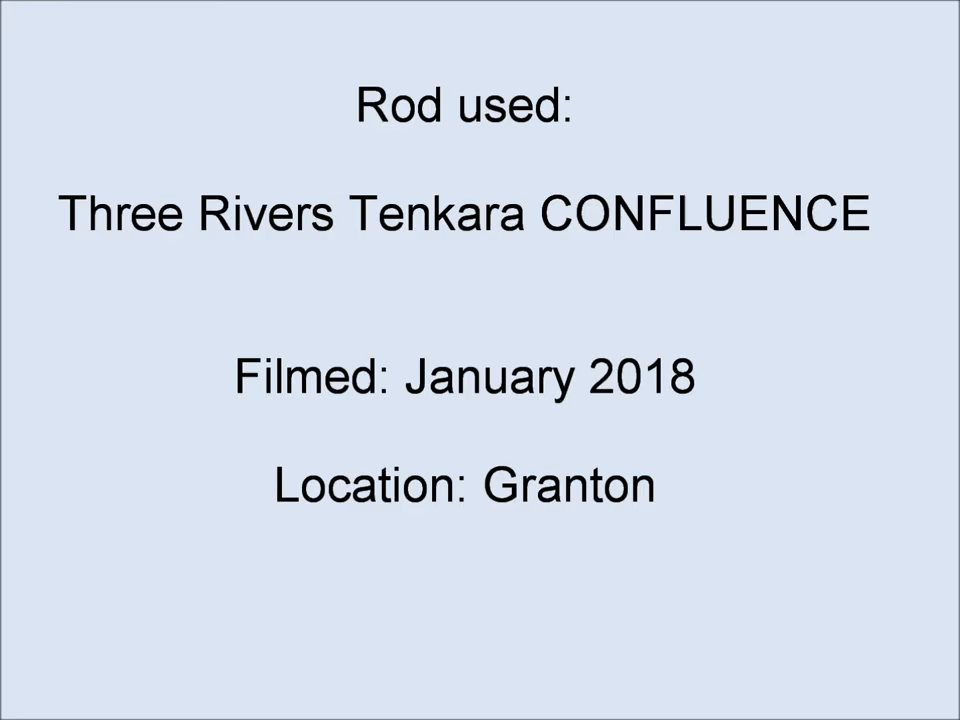 Rod used:
Three Rivers Tenkara CONFLUENCE
Filmed: January 2018
Location: Granton